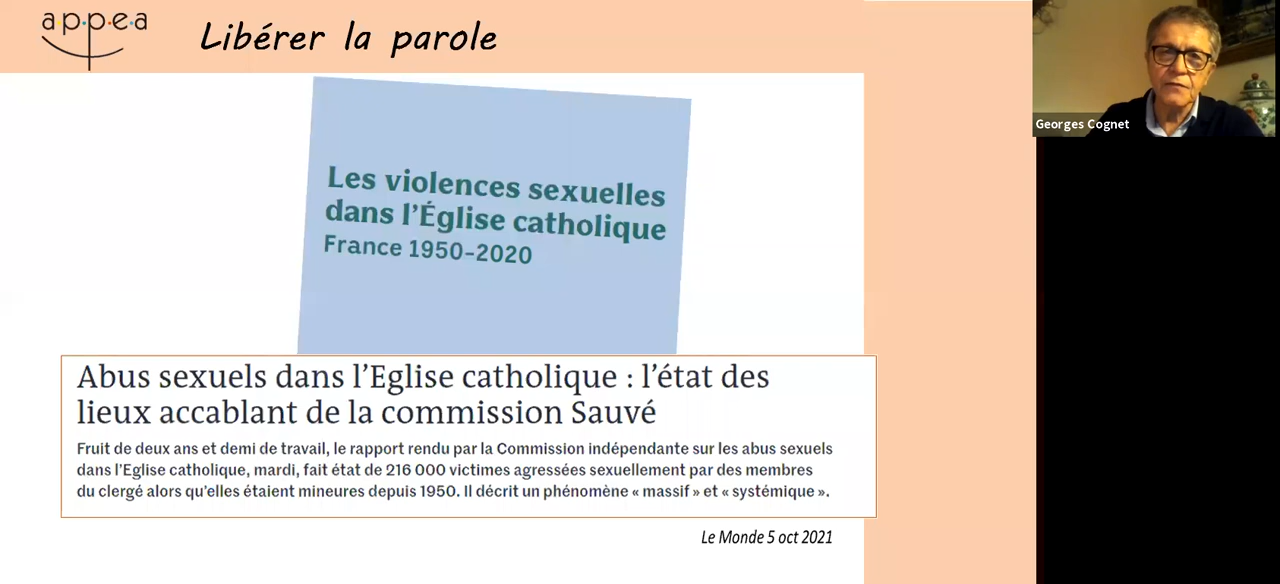 appea
Libérer la parole
Georges Cognet
Les violences sexuelles
dans l'Église catholique
France 1950-2020
Abus sexuels dans l'Eglise catholique : l'état des
lieux accablant de la commission Sauvé
Fruit de deux ans et demi de travail, le rapport rendu par la Commission indépendante sur les abus sexuels
dans l'Eglise catholique, mardi, fait état de 216 000 victimes agressées sexuellement par des membres
du clergé alors qu'elles étaient mineures depuis 1950. Il décrit un phénomène « massif » et « systémique ».
Le Monde 5 oct 2021